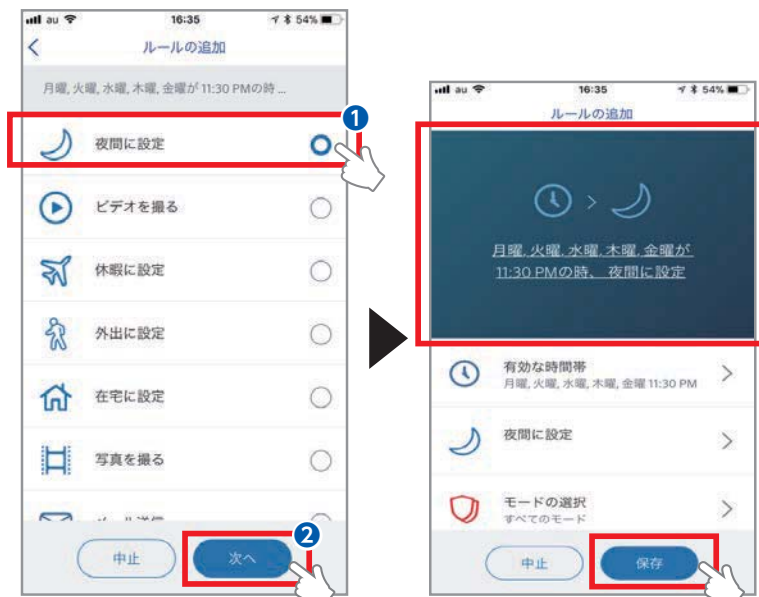 au 16:35 54%
ルールの追加
月曜, 火曜, 水曜, 木曜, 金曜が 11:30 PMの時 ...
1
夜間に設定
ビデオを撮る
休暇に設定
外出に設定
在宅に設定
写真を撮る
2
中止
次へ
au 16:35 54%
ルールの追加
月曜, 火曜, 水曜, 木曜, 金曜が
11:30 PMの時、 夜間に設定
有効な時間帯
月曜, 火曜, 水曜, 木曜, 金曜 11:30 PM
夜間に設定
モードの選択
すべてのモード
中止
保存